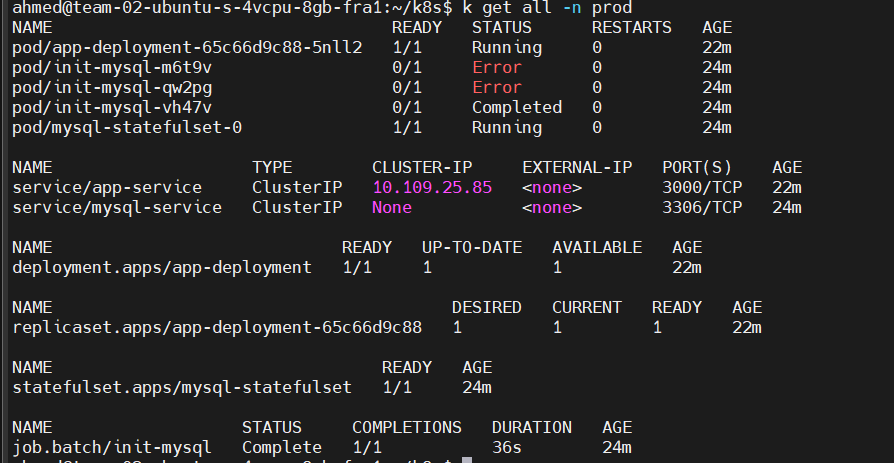 ahmed@team-02-ubuntu-s-4vcpu-8gb-fra1:~/k8s$ k get all -n prod
NAME READY STATUS RESTARTS AGE
pod/app-deployment-65c66d9c88-5nll2 1/1 Running 0 22m
pod/init-mysql-m6t9v 0/1 Error 0 24m
pod/init-mysql-qw2pg 0/1 Error 0 24m
pod/init-mysql-vh47v 0/1 Completed 0 24m
pod/mysql-statefulset-0 1/1 Running 0 24m
NAME TYPE CLUSTER-IP EXTERNAL-IP PORT(S) AGE
service/app-service ClusterIP 10.109.25.85 <none> 3000/TCP 22m
service/mysql-service ClusterIP None <none> 3306/TCP 24m
NAME READY UP-TO-DATE AVAILABLE AGE
deployment.apps/app-deployment 1/1 1 1 22m
NAME DESIRED CURRENT READY AGE
replicaset.apps/app-deployment-65c66d9c88 1 1 1 22m
NAME READY AGE
statefulset.apps/mysql-statefulset 1/1 24m
NAME STATUS COMPLETIONS DURATION AGE
job.batch/init-mysql Complete 1/1 36s 24m